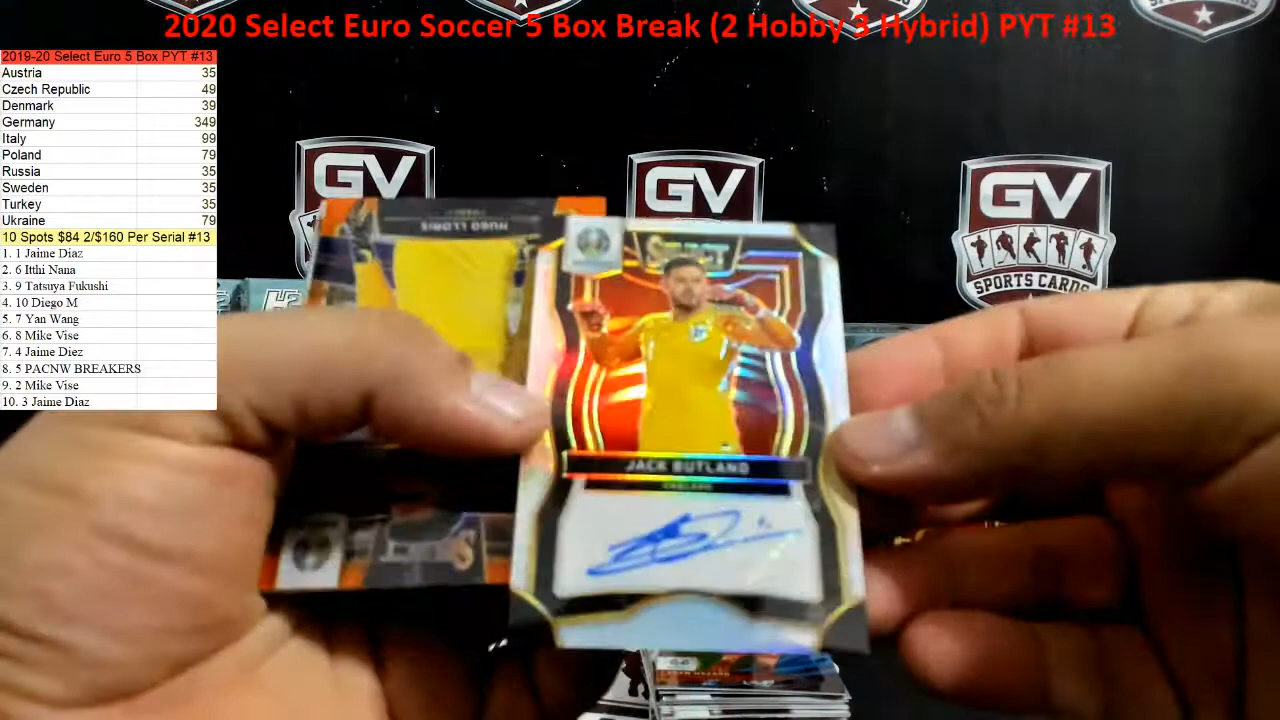 2020 Select Euro Soccer 5 Box Break (2 Hobby 3 Hybrid) PYT #13
2019-20 Select Euro 5 Box PYT #13
Austria 35
Czech Republic 49
Denmark 39
Germany 349
Italy 99
Poland 79
Russia 35
Sweden 35
Turkey 35
Ukraine 79
10 Spots $84 2/$160 Per Serial #13
1. 1 Jaime Diaz
2. 6 Itthi Nana
3. 9 Tatsuya Fukushi
4. 10 Diego M
5. 7 Yan Wang
6. 8 Mike Vise
7. 4 Jaime Diez
8. 5 PACNW BREAKERS
9. 2 Mike Vise
10. 3 Jaime Diaz
GV
GV
GV
SPORTS CARDS
HUGO LLORIS
SELECT
JACK BUTLAND
ENGLAND